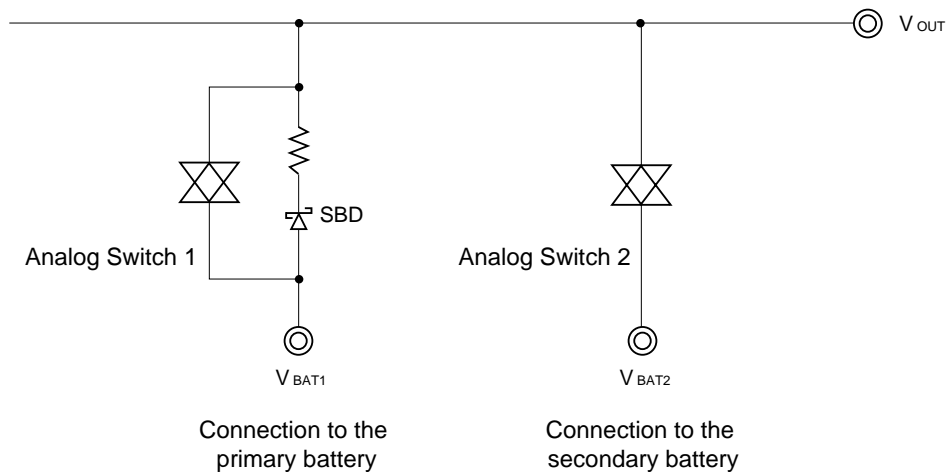 V OUT
SBD
Analog Switch 1
Analog Switch 2
V BAT1
V BAT2
Connection to the
primary battery
Connection to the
secondary battery